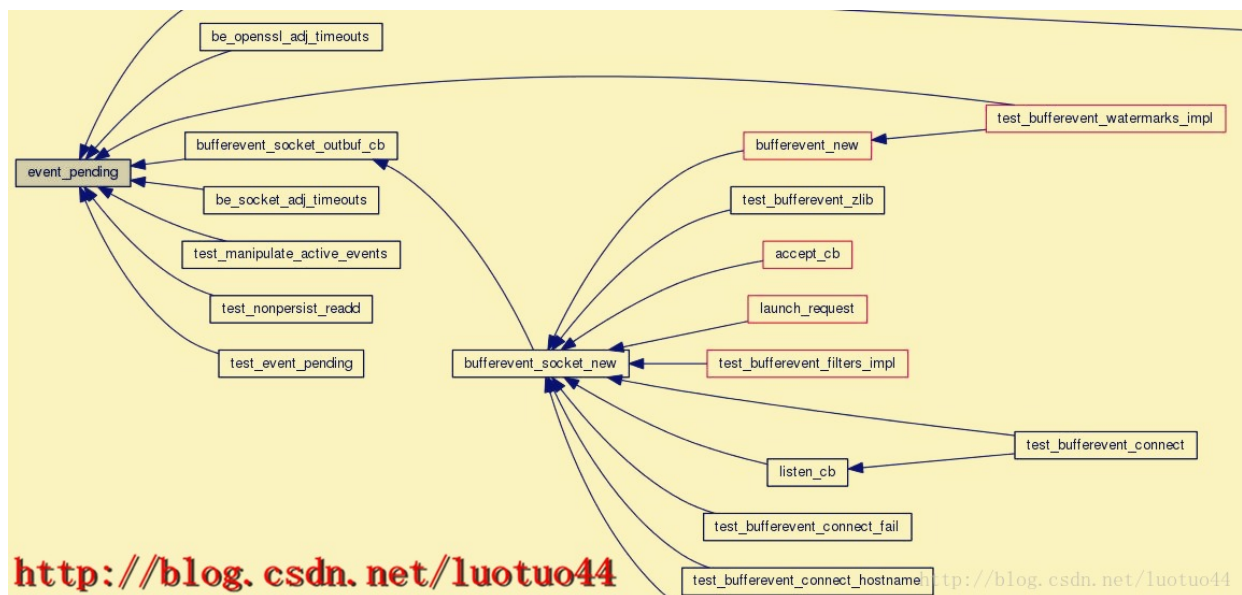 be_openssl_adj_timeouts
test_bufferevent_watermarks_impl
bufferevent_socket_outbuf_cb
bufferevent_new
event_pending
be_socket_adj_timeouts
test_bufferevent_zlib
test_manipulate_active_events
accept_cb
test_nonpersist_readd
launch_request
test_event_pending
bufferevent_socket_new
test_bufferevent_filters_impl
test_bufferevent_connect
listen_cb
test_bufferevent_connect_fail
test_bufferevent_connect_hostname
http://blog.csdn.net/luotuo44
http://blog.csdn.net/luotuo44